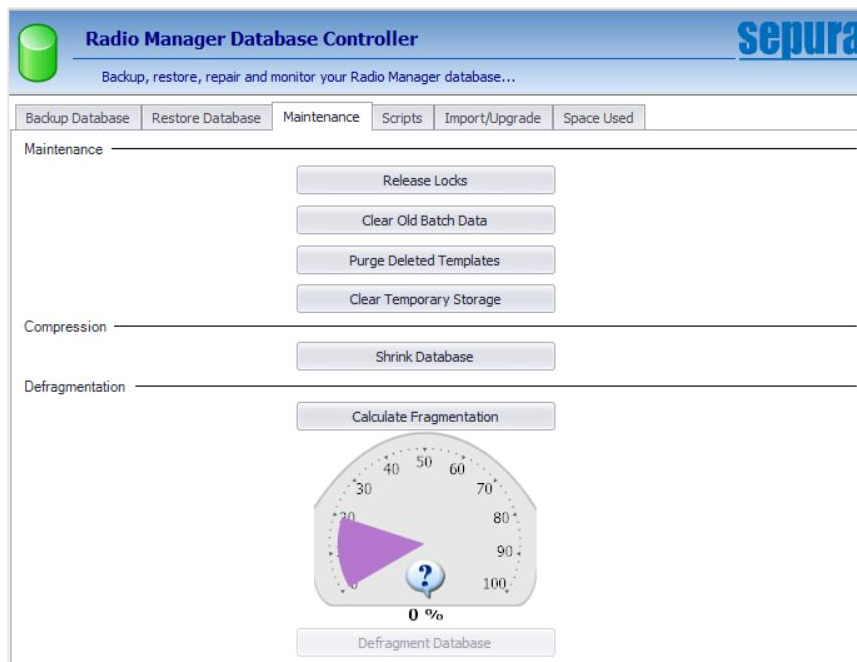 Radio Manager Database Controller
sepura
Backup, restore, repair and monitor your Radio Manager database...
Backup Database Restore Database Maintenance Scripts Import/Upgrade Space Used
Maintenance
Release Locks
Clear Old Batch Data
Purge Deleted Templates
Clear Temporary Storage
Compression
Shrink Database
Defragmentation
Calculate Fragmentation
50
40 60
30 70
20 80
90
0 ? 100
0 %
Defragment Database